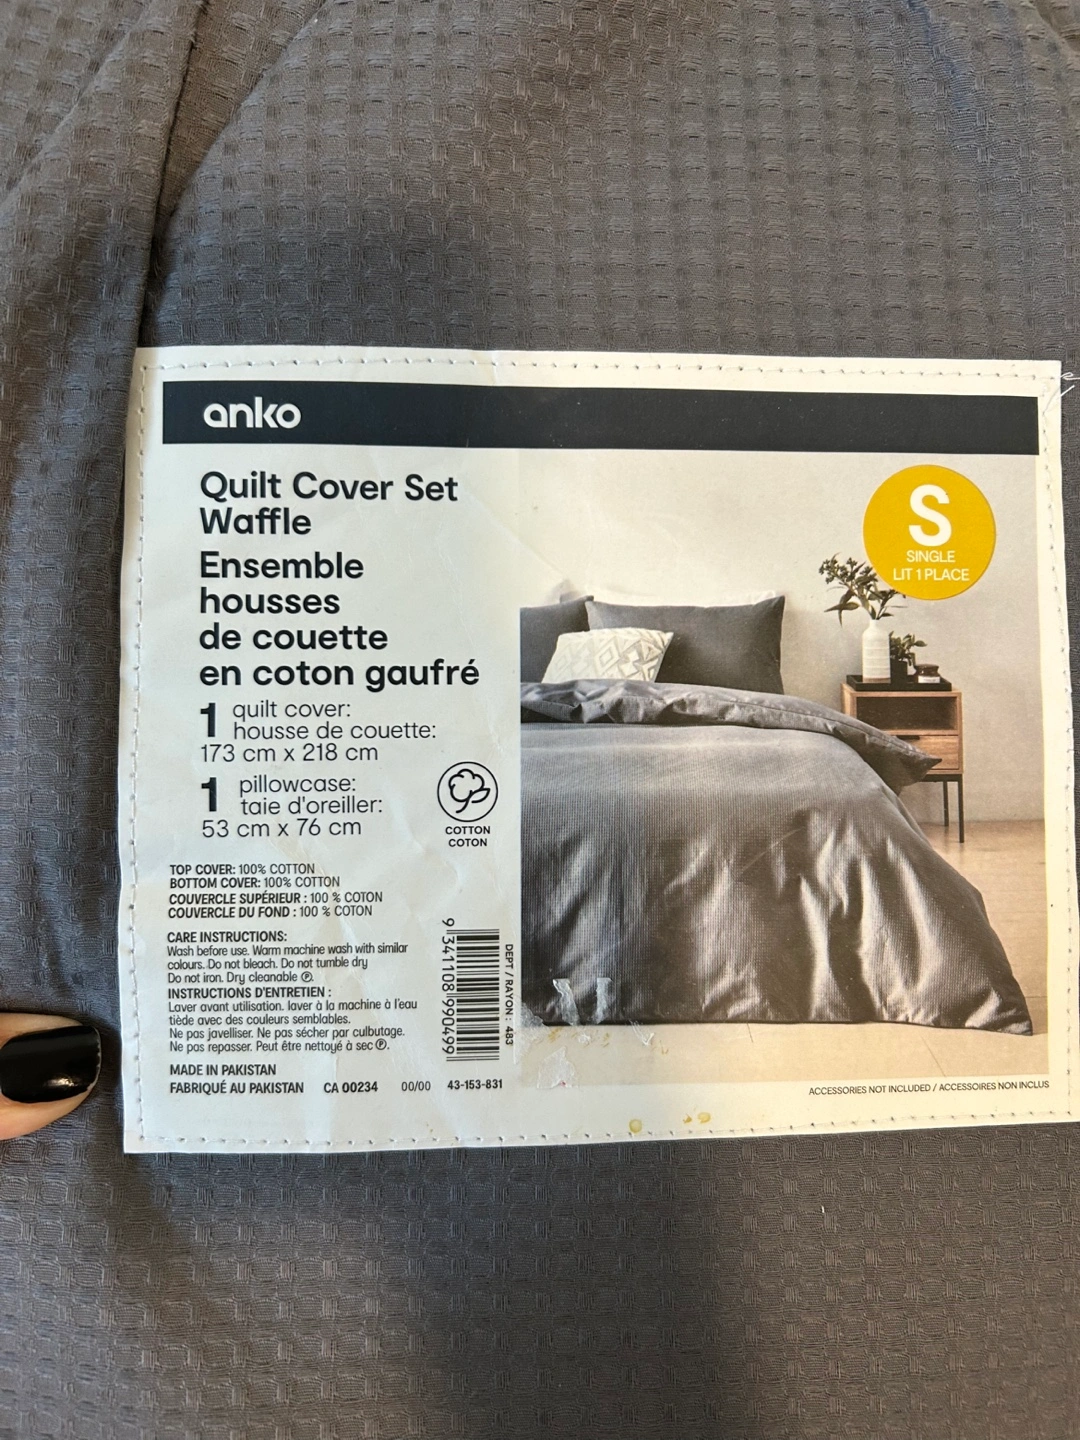 anko
Quilt Cover Set
Waffle
Ensemble
housses
de couette
en coton gaufré
1 quilt cover:
housse de couette:
173 cm x 218 cm
1 pillowcase:
taie d'oreiller:
53 cm x 76 cm
COTTON
COTON
TOP COVER: 100% COTTON
BOTTOM COVER: 100% COTTON
COUVERCLE SUPÉRIEUR : 100 % COTON
COUVERCLE DU FOND : 100 % COTON
CARE INSTRUCTIONS:
Wash before use. Warm machine wash with similar
colours. Do not bleach. Do not tumble dry
Do not iron. Dry cleanable Ⓟ.
INSTRUCTIONS D'ENTRETIEN :
Laver avant utilisation. laver à la machine à l'eau
tiède avec des couleurs semblables.
Ne pas javelliser. Ne pas sécher par culbutage.
Ne pas repasser. Peut être nettoyé à sec Ⓟ.
MADE IN PAKISTAN
FABRIQUÉ AU PAKISTAN CA 00234 00/00 43-153-831
9 341108 990499
DEPT / RAYON : 483
S
SINGLE
LIT 1 PLACE
ACCESSORIES NOT INCLUDED / ACCESSOIRES NON INCLUS